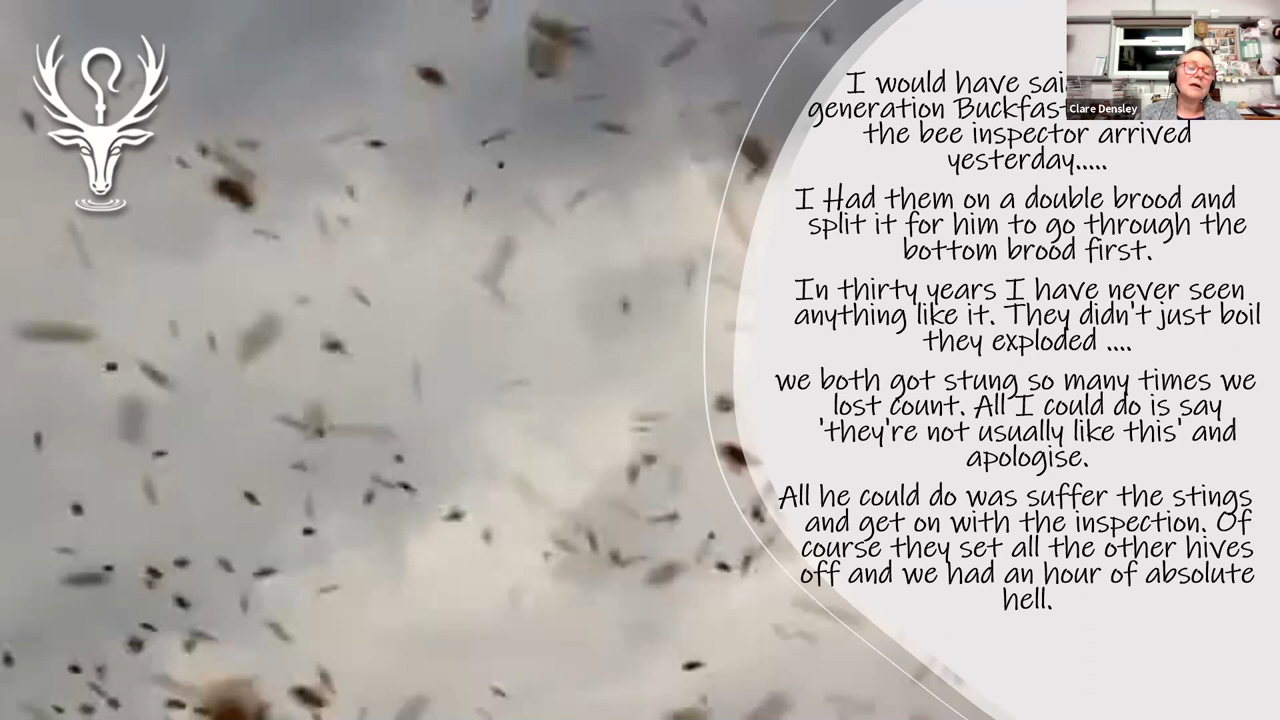 Clare Densley
I would have sai
generation Buckfas
the bee inspector arrived
yesterday.....
I Had them on a double brood and
split it for him to go through the
bottom brood first.
In thirty years I have never seen
anything like it. They didn't just boil
they exploded ....
we both got stung so many times we
lost count. All I could do is say
'they're not usually like this' and
apologise.
All he could do was suffer the stings
and get on with the inspection. Of
course they set all the other hives
off and we had an hour of absolute
hell.